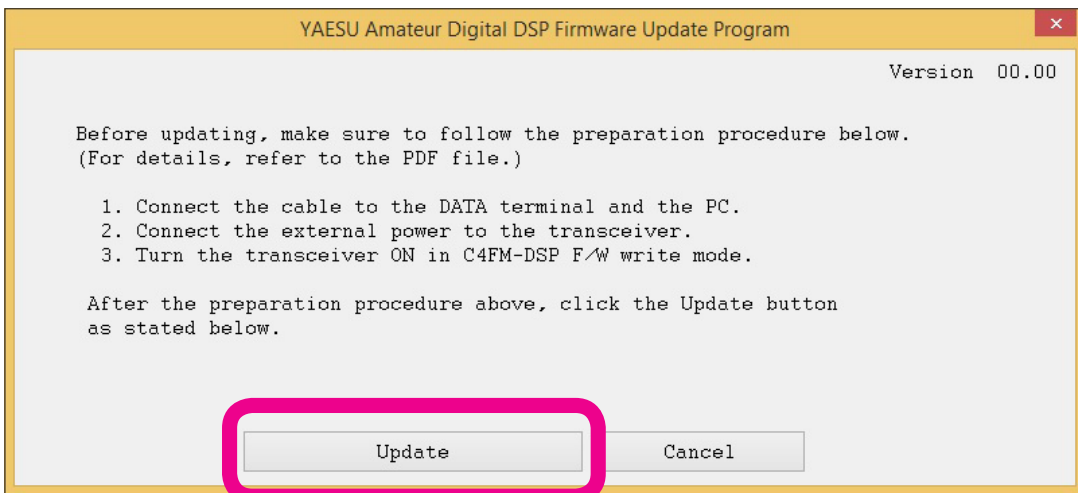 YAESU Amateur Digital DSP Firmware Update Program
×
Version 00.00
Before updating, make sure to follow the preparation procedure below.
(For details, refer to the PDF file.)
1. Connect the cable to the DATA terminal and the PC.
2. Connect the external power to the transceiver.
3. Turn the transceiver ON in C4FM-DSP F/W write mode.
After the preparation procedure above, click the Update button
as stated below.
Update Cancel